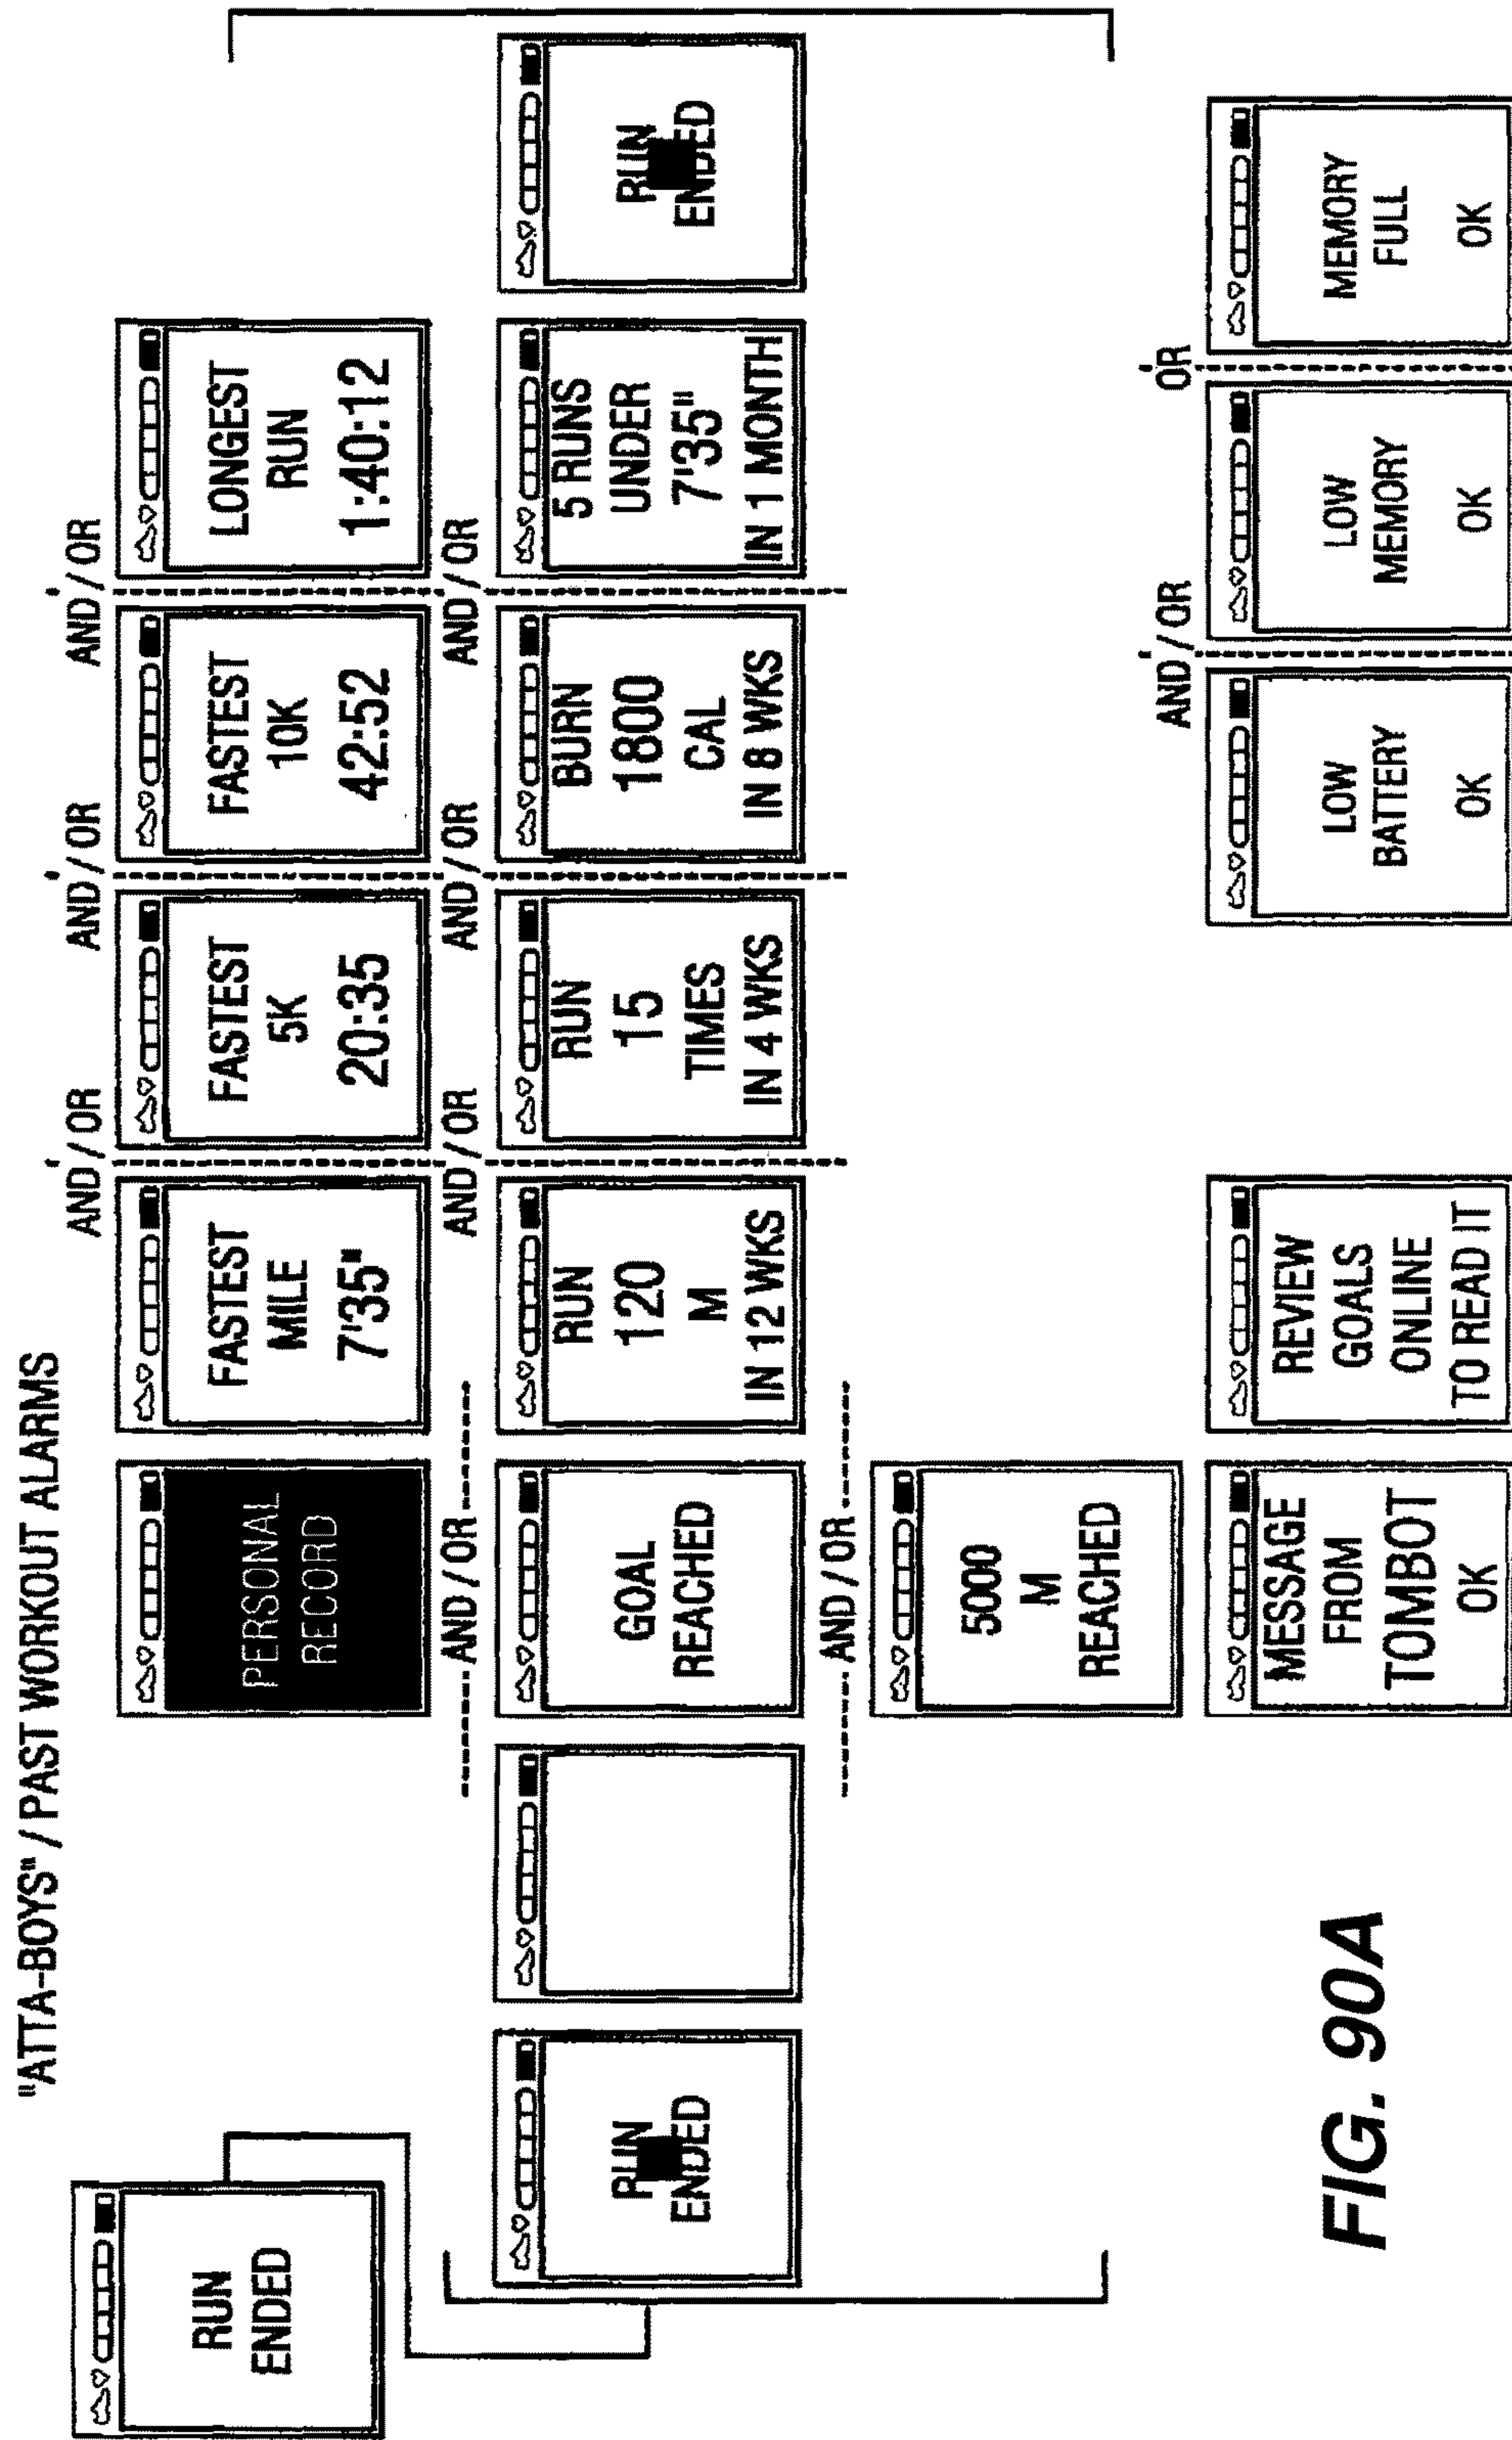 "ATTA-BOYS" / PAST WORKOUT ALARMS
RUN
ENDED
PERSONAL
RECORD
FASTEST
MILE
7'35"
AND / OR
FASTEST
5K
20:35
AND / OR
FASTEST
10K
42:52
AND / OR
LONGEST
RUN
1:40:12
AND / OR
RUN
ENDED
GOAL
REACHED
RUN
120
M
IN 12 WKS
AND / OR
RUN
15
TIMES
IN 4 WKS
AND / OR
BURN
1800
CAL
IN 8 WKS
AND / OR
5 RUNS
UNDER
7'35"
IN 1 MONTH
RUN
ENDED
AND / OR
5000
M
REACHED
MESSAGE
FROM
TOMBOT
OK
REVIEW
GOALS
ONLINE
TO READ IT
LOW
BATTERY
OK
AND / OR
LOW
MEMORY
OK
OR
MEMORY
FULL
OK
FIG. 90A